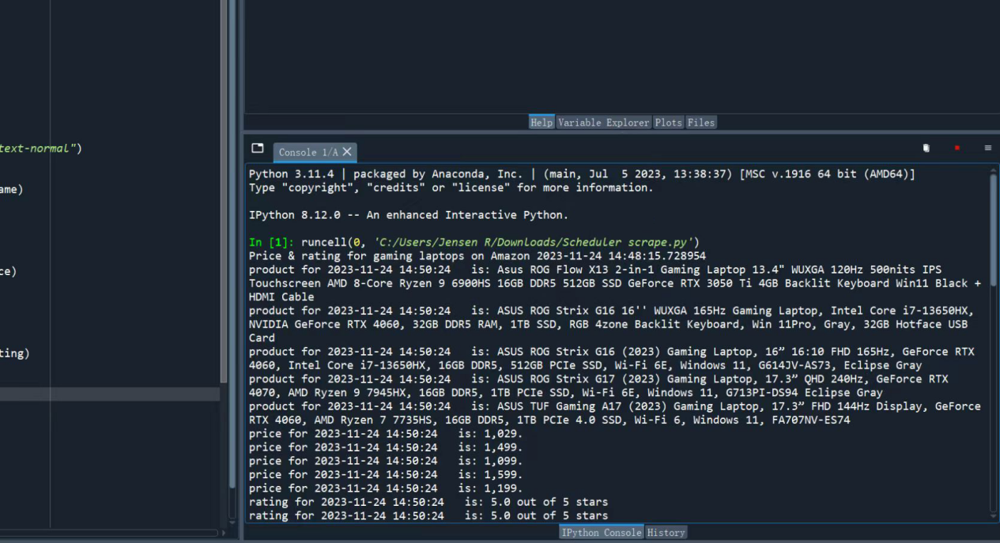 text-normal")
ame)
ce)
ting)
Help Variable Explorer Plots Files
Console 1/A
Python 3.11.4 | packaged by Anaconda, Inc. | (main, Jul  5 2023, 13:38:37) [MSC v.1916 64 bit (AMD64)]
Type "copyright", "credits" or "license" for more information.
IPython 8.12.0 -- An enhanced Interactive Python.
In [1]: runcell(0, 'C:/Users/Jensen R/Downloads/Scheduler scrape.py')
Price & rating for gaming laptops on Amazon 2023-11-24 14:48:15.728954
product for 2023-11-24 14:50:24   is: Asus ROG Flow X13 2-in-1 Gaming Laptop 13.4" WUXGA 120Hz 500nits IPS
Touchscreen AMD 8-Core Ryzen 9 6900HS 16GB DDR5 512GB SSD GeForce RTX 3050 Ti 4GB Backlit Keyboard Win11 Black +
HDMI Cable
product for 2023-11-24 14:50:24   is: ASUS ROG Strix G16 16'' WUXGA 165Hz Gaming Laptop, Intel Core i7-13650HX,
NVIDIA GeForce RTX 4060, 32GB DDR5 RAM, 1TB SSD, RGB 4zone Backlit Keyboard, Win 11Pro, Gray, 32GB Hotface USB
Card
product for 2023-11-24 14:50:24   is: ASUS ROG Strix G16 (2023) Gaming Laptop, 16” 16:10 FHD 165Hz, GeForce RTX
4060, Intel Core i7-13650HX, 16GB DDR5, 512GB PCIe SSD, Wi-Fi 6E, Windows 11, G614JV-AS73, Eclipse Gray
product for 2023-11-24 14:50:24   is: ASUS ROG Strix G17 (2023) Gaming Laptop, 17.3” QHD 240Hz, GeForce RTX
4070, AMD Ryzen 9 7945HX, 16GB DDR5, 1TB PCIe SSD, Wi-Fi 6E, Windows 11, G713PI-DS94 Eclipse Gray
product for 2023-11-24 14:50:24   is: ASUS TUF Gaming A17 (2023) Gaming Laptop, 17.3” FHD 144Hz Display, GeForce
RTX 4060, AMD Ryzen 7 7735HS, 16GB DDR5, 1TB PCIe 4.0 SSD, Wi-Fi 6, Windows 11, FA707NV-ES74
price for 2023-11-24 14:50:24   is: 1,029.
price for 2023-11-24 14:50:24   is: 1,499.
price for 2023-11-24 14:50:24   is: 1,099.
price for 2023-11-24 14:50:24   is: 1,599.
price for 2023-11-24 14:50:24   is: 1,199.
rating for 2023-11-24 14:50:24   is: 5.0 out of 5 stars
rating for 2023-11-24 14:50:24   is: 5.0 out of 5 stars
IPython Console History